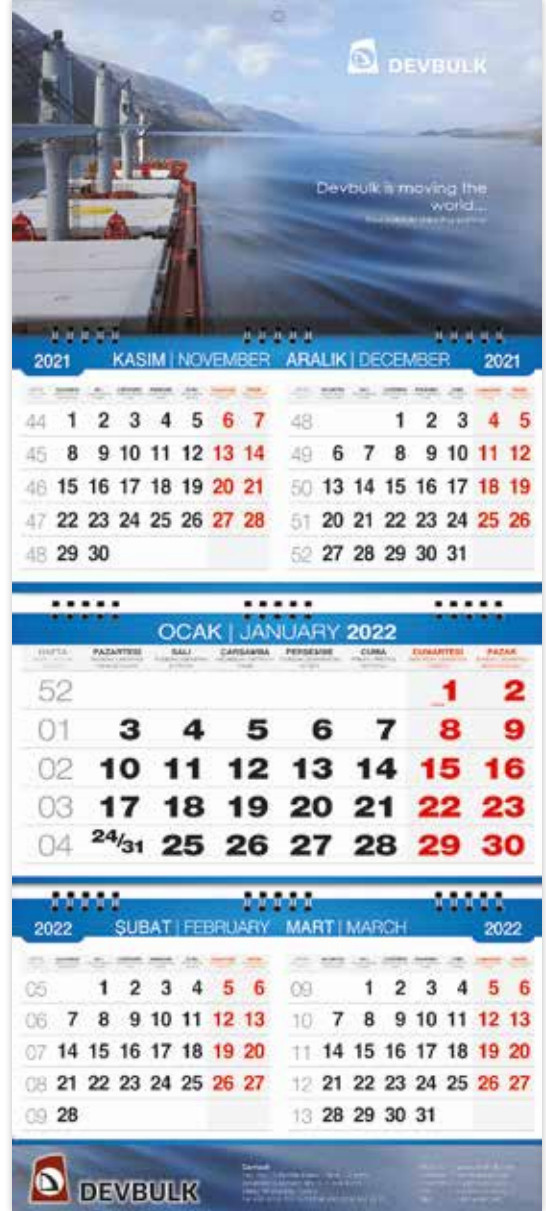 DEVBULK
Devbulk is moving the
world...
2021 KASIM | NOVEMBER ARALIK | DECEMBER 2021
44 1 2 3 4 5 6 7 48 1 2 3 4 5
45 8 9 10 11 12 13 14 49 6 7 8 9 10 11 12
46 15 16 17 18 19 20 21 50 13 14 15 16 17 18 19
47 22 23 24 25 26 27 28 51 20 21 22 23 24 25 26
48 29 30 52 27 28 29 30 31
OCAK | JANUARY 2022
HAFTA PAZARTESİ SALI ÇARŞAMBA PERŞEMBE CUMA CUMARTESİ PAZAR
52 1 2
01 3 4 5 6 7 8 9
02 10 11 12 13 14 15 16
03 17 18 19 20 21 22 23
04 24/31 25 26 27 28 29 30
2022 ŞUBAT | FEBRUARY MART | MARCH 2022
05 1 2 3 4 5 6 09 1 2 3 4 5 6
06 7 8 9 10 11 12 13 10 7 8 9 10 11 12 13
07 14 15 16 17 18 19 20 11 14 15 16 17 18 19 20
08 21 22 23 24 25 26 27 12 21 22 23 24 25 26 27
09 28 13 28 29 30 31
DEVBULK